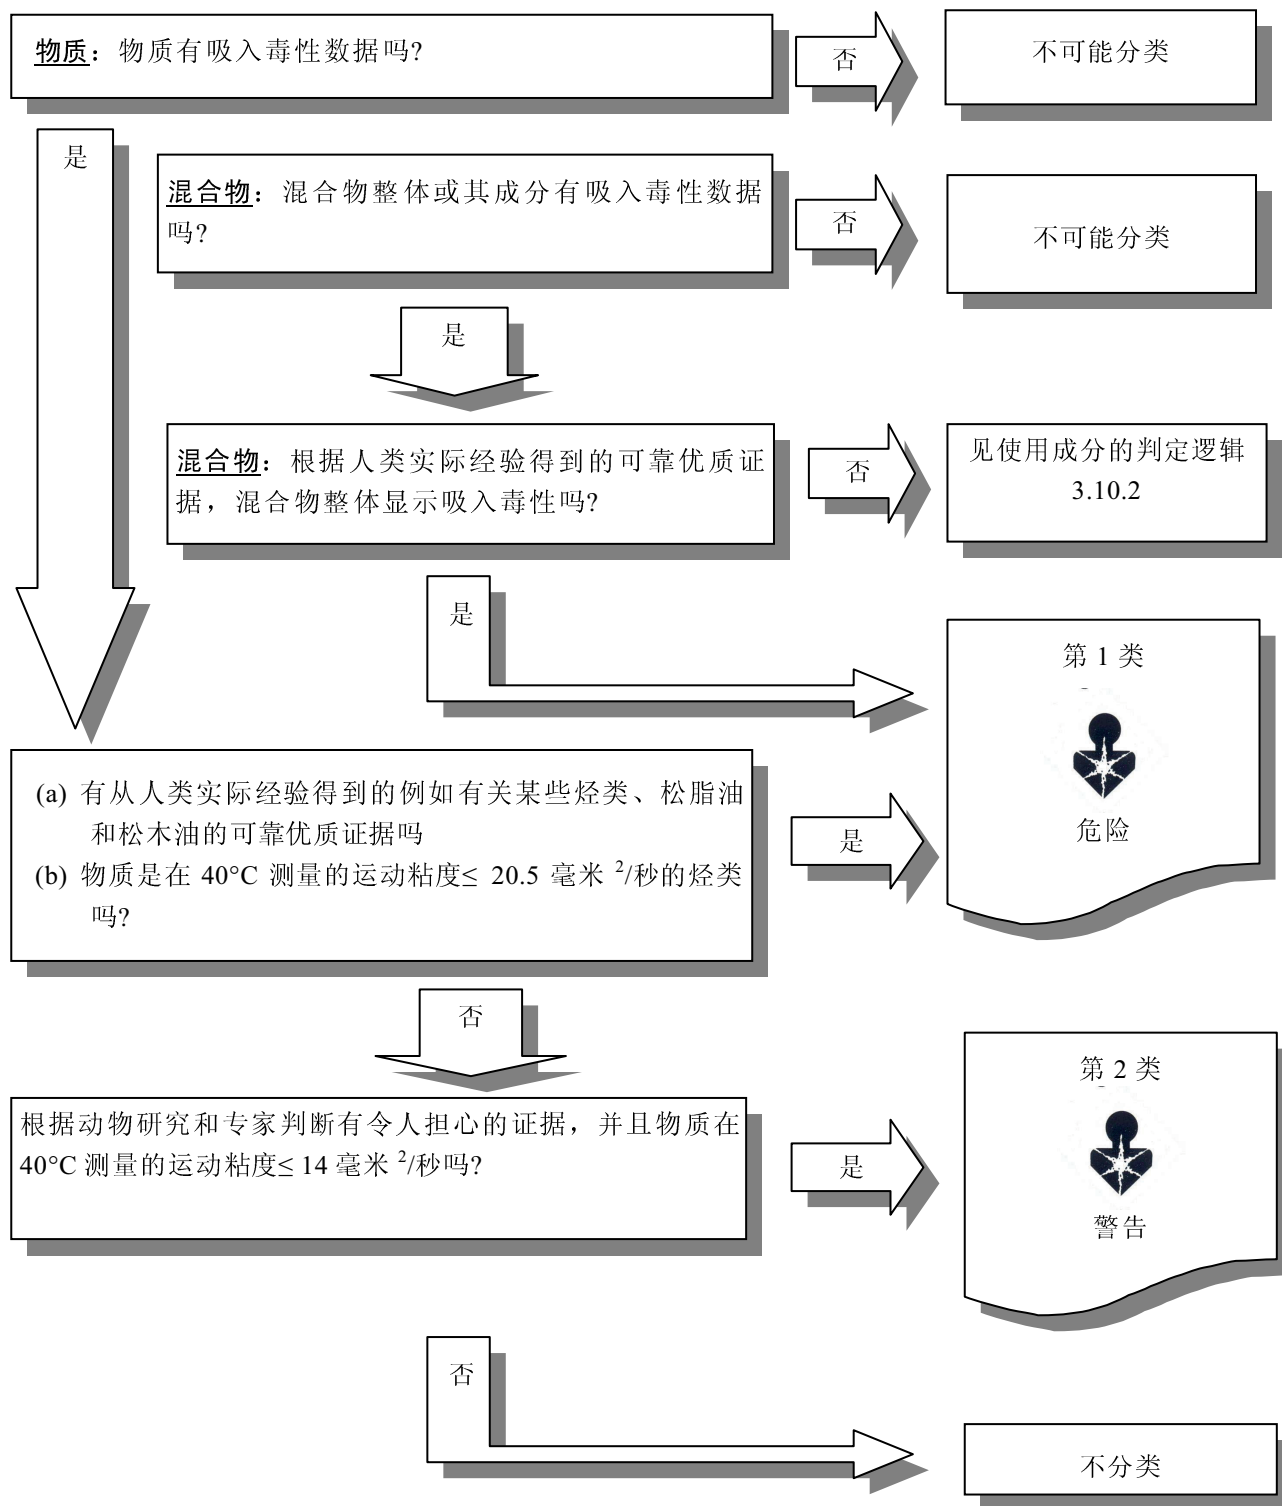 物质：物质有吸入毒性数据吗?
否
不可能分类
是
混合物：混合物整体或其成分有吸入毒性数据
吗?
否
不可能分类
是
混合物：根据人类实际经验得到的可靠优质证
据，混合物整体显示吸入毒性吗?
否
见使用成分的判定逻辑
3.10.2
是
第 1 类
危险
(a) 有从人类实际经验得到的例如有关某些烃类、松脂油
和松木油的可靠优质证据吗
(b) 物质是在 40°C 测量的运动粘度≤ 20.5 毫米 ²/秒的烃类
吗?
是
否
第 2 类
警告
根据动物研究和专家判断有令人担心的证据，并且物质在
40°C 测量的运动粘度≤ 14 毫米 ²/秒吗?
是
否
不分类